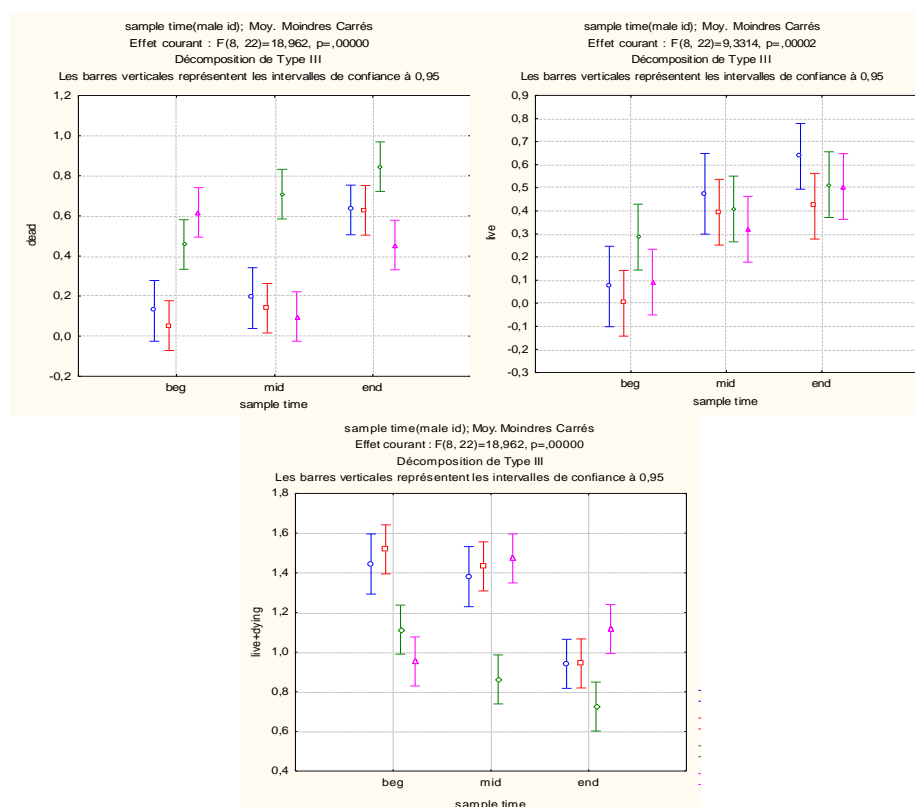 sample time(male id); Moy. Moindres Carrés
Effet courant : F(8, 22)=18,962, p=,00000
Décomposition de Type III
Les barres verticales représentent les intervalles de confiance à 0,95
1,2
1,0
0,8
0,6
0,4
0,2
0,0
-0,2
dead
beg mid end
sample time
sample time(male id); Moy. Moindres Carrés
Effet courant : F(8, 22)=9,3314, p=,00002
Décomposition de Type III
Les barres verticales représentent les intervalles de confiance à 0,95
0,9
0,8
0,7
0,6
0,5
0,4
0,3
0,2
0,1
0,0
-0,1
-0,2
-0,3
live
beg mid end
sample time
sample time(male id); Moy. Moindres Carrés
Effet courant : F(8, 22)=18,962, p=,00000
Décomposition de Type III
Les barres verticales représentent les intervalles de confiance à 0,95
1,8
1,6
1,4
1,2
1,0
0,8
0,6
0,4
live+dying
beg mid end
sample time